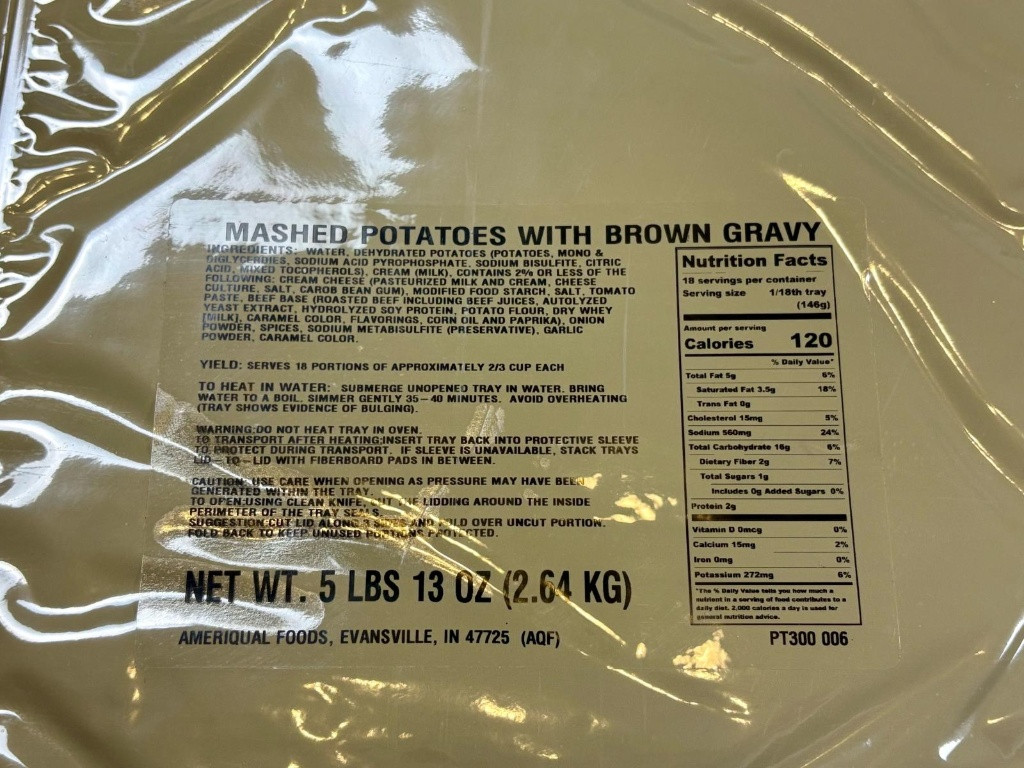 MASHED POTATOES WITH BROWN GRAVY
INGREDIENTS: WATER, DEHYDRATED POTATOES (POTATOES, MONO &
DIGLYCERIDES, SODIUM ACID PYROPHOSPHATE, SODIUM BISULFITE, CITRIC
ACID, MIXED TOCOPHEROLS), CREAM (MILK), CONTAINS 2% OR LESS OF THE
FOLLOWING: CREAM CHEESE (PASTEURIZED MILK AND CREAM, CHEESE
CULTURE, SALT, CAROB BEAN GUM), MODIFIED FOOD STARCH, SALT, TOMATO
PASTE, BEEF BASE (ROASTED BEEF INCLUDING BEEF JUICES, AUTOLYZED
YEAST EXTRACT, HYDROLYZED SOY PROTEIN, POTATO FLOUR, DRY WHEY
[MILK], CARAMEL COLOR, FLAVORINGS, CORN OIL AND PAPRIKA), ONION
POWDER, SPICES, SODIUM METABISULFITE (PRESERVATIVE), GARLIC
POWDER, CARAMEL COLOR.
YIELD: SERVES 18 PORTIONS OF APPROXIMATELY 2/3 CUP EACH
TO HEAT IN WATER: SUBMERGE UNOPENED TRAY IN WATER. BRING
WATER TO A BOIL. SIMMER GENTLY 35-40 MINUTES. AVOID OVERHEATING
(TRAY SHOWS EVIDENCE OF BULGING).
WARNING:DO NOT HEAT TRAY IN OVEN.
TO TRANSPORT AFTER HEATING:INSERT TRAY BACK INTO PROTECTIVE SLEEVE
TO PROTECT DURING TRANSPORT. IF SLEEVE IS UNAVAILABLE, STACK TRAYS
LID-TO-LID WITH FIBERBOARD PADS IN BETWEEN.
CAUTION: USE CARE WHEN OPENING AS PRESSURE MAY HAVE BEEN
GENERATED WITHIN THE TRAY.
TO OPEN:USING CLEAN KNIFE, CUT THE LIDDING AROUND THE INSIDE
PERIMETER OF THE TRAY SEALS.
SUGGESTION:CUT LID ALONG 3 SIDES AND FOLD OVER UNCUT PORTION.
FOLD BACK TO KEEP UNUSED PORTIONS PROTECTED.
NET WT. 5 LBS 13 OZ (2.64 KG)
AMERIQUAL FOODS, EVANSVILLE, IN 47725 (AQF)
Nutrition Facts
18 servings per container
Serving size 1/18th tray
(146g)
Amount per serving
Calories 120
% Daily Value*
Total Fat 5g 6%
Saturated Fat 3.5g 18%
Trans Fat 0g
Cholesterol 15mg 5%
Sodium 560mg 24%
Total Carbohydrate 16g 6%
Dietary Fiber 2g 7%
Total Sugars 1g
Includes 0g Added Sugars 0%
Protein 2g
Vitamin D 0mcg 0%
Calcium 15mg 2%
Iron 0mg 0%
Potassium 272mg 6%
*The % Daily Value tells you how much a
nutrient in a serving of food contributes to a
daily diet. 2,000 calories a day is used for
general nutrition advice.
PT300 006